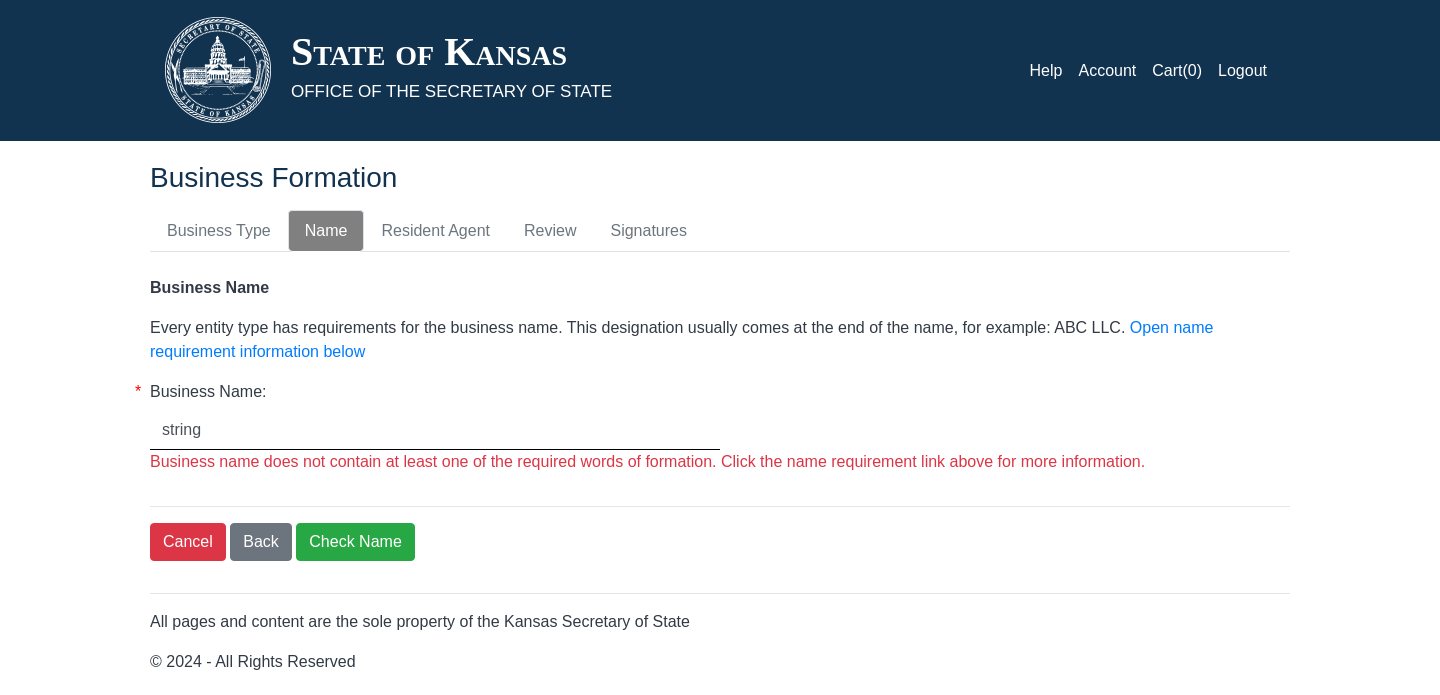 SECRETARY OF STATE
STATE OF KANSAS
State of Kansas
OFFICE OF THE SECRETARY OF STATE
Help Account Cart(0) Logout
Business Formation
Business Type Name Resident Agent Review Signatures
Business Name
Every entity type has requirements for the business name. This designation usually comes at the end of the name, for example: ABC LLC. Open name
requirement information below
* Business Name:
string
Business name does not contain at least one of the required words of formation. Click the name requirement link above for more information.
Cancel Back Check Name
All pages and content are the sole property of the Kansas Secretary of State
© 2024 - All Rights Reserved